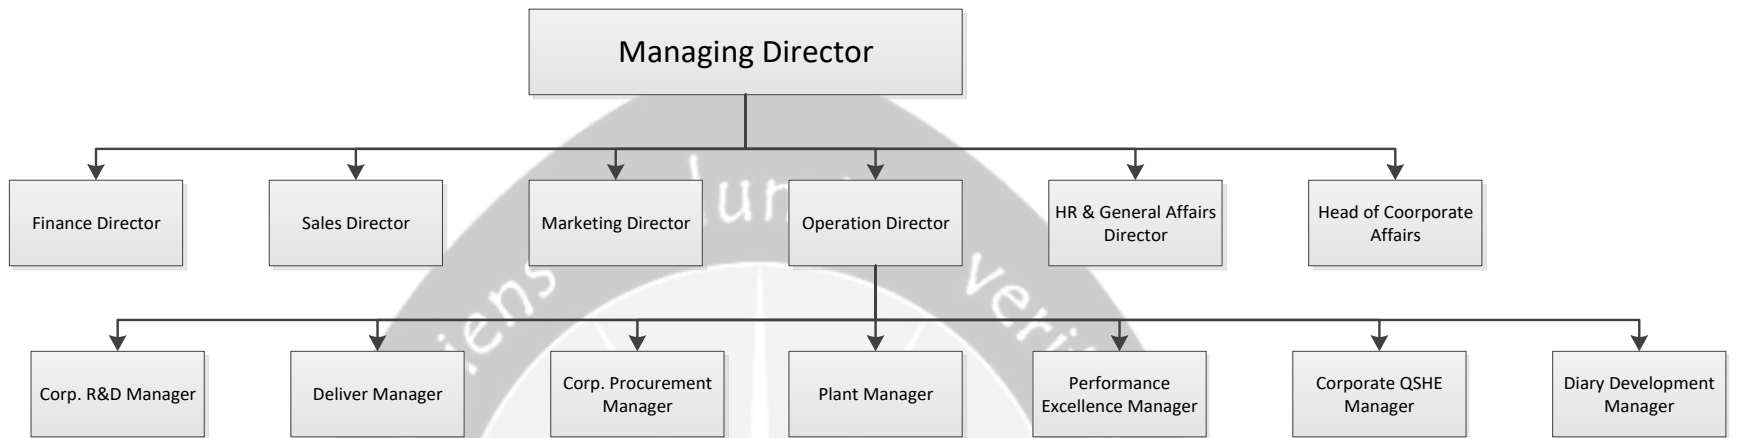 Managing Director
Finance Director
Sales Director
Marketing Director
Operation Director
HR & General Affairs
Director
Head of Coorporate
Affairs
Corp. R&D Manager
Deliver Manager
Corp. Procurement
Manager
Plant Manager
Performance
Excellence Manager
Corporate QSHE
Manager
Diary Development
Manager